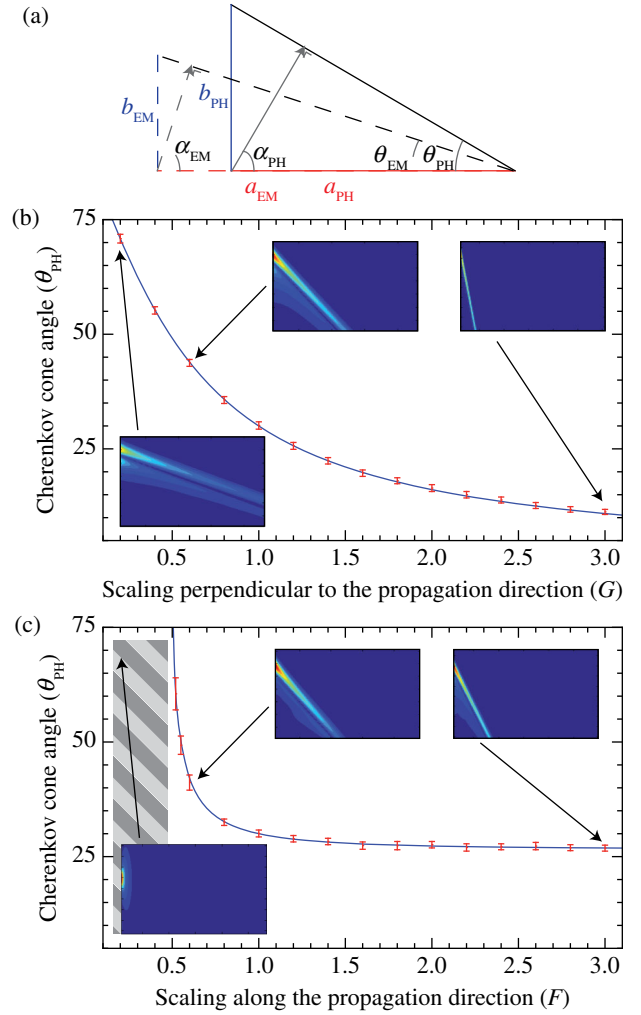 (a)
b_EM
b_PH
α_EM
α_PH
θ_EM
θ_PH
a_EM
a_PH
(b)
75
50
25
Cherenkov cone angle (θ_PH)
0.5 1.0 1.5 2.0 2.5 3.0
Scaling perpendicular to the propagation direction (G)
(c)
75
50
25
Cherenkov cone angle (θ_PH)
0.5 1.0 1.5 2.0 2.5 3.0
Scaling along the propagation direction (F)